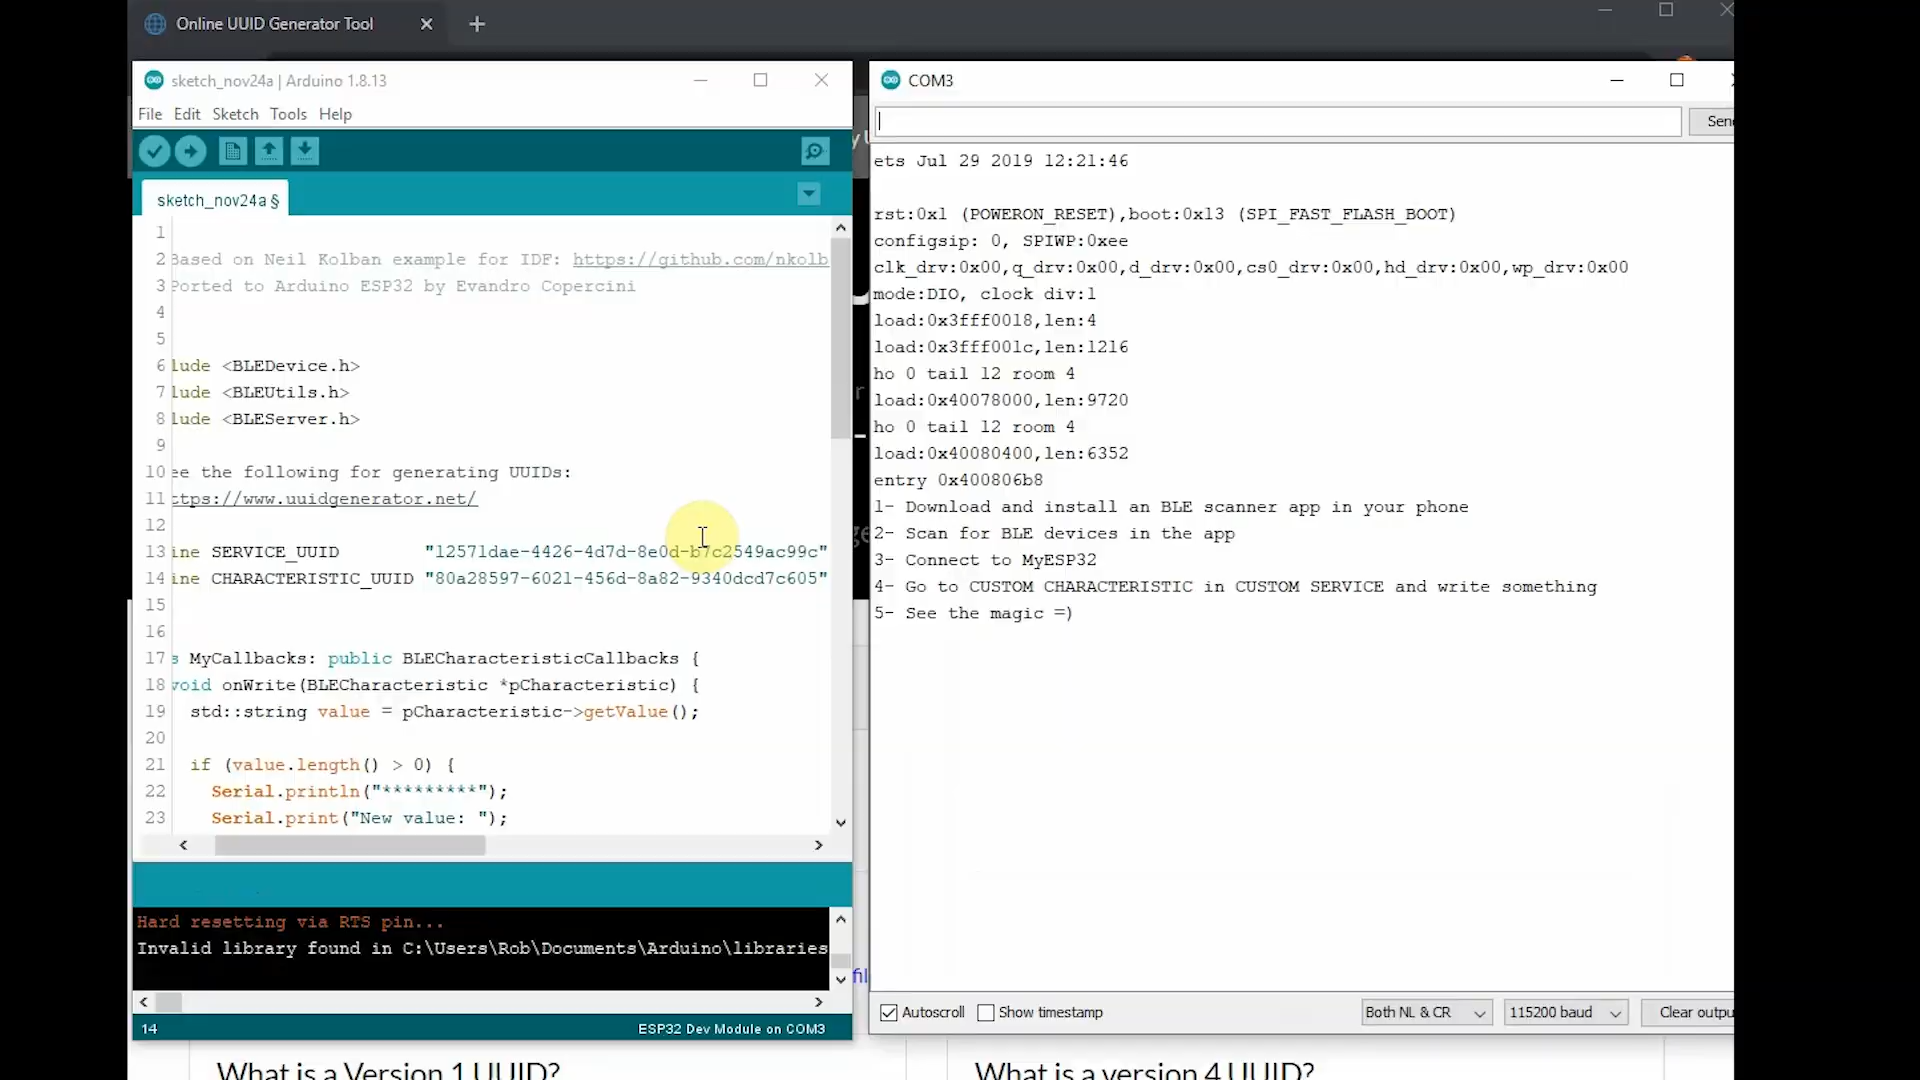 Online UUID Generator Tool
sketch_nov24a | Arduino 1.8.13
File Edit Sketch Tools Help
sketch_nov24a §
1
2 Based on Neil Kolban example for IDF: https://github.com/nkolb
3 Ported to Arduino ESP32 by Evandro Copercini
4
5
6 lude <BLEDevice.h>
7 lude <BLEUtils.h>
8 lude <BLEServer.h>
9
10 ee the following for generating UUIDs:
11 ttps://www.uuidgenerator.net/
12
13 ine SERVICE_UUID "12571dae-4426-4d7d-8e0d-b7c2549ac99c"
14 ine CHARACTERISTIC_UUID "80a28597-6021-456d-8a82-9340dcd7c605"
15
16
17 s MyCallbacks: public BLECharacteristicCallbacks {
18 void onWrite(BLECharacteristic *pCharacteristic) {
19 std::string value = pCharacteristic->getValue();
20
21 if (value.length() > 0) {
22 Serial.println("*********");
23 Serial.print("New value: ");
Hard resetting via RTS pin...
Invalid library found in C:\Users\Rob\Documents\Arduino\libraries
14 ESP32 Dev Module on COM3
COM3
Send
ets Jul 29 2019 12:21:46
rst:0x1 (POWERON_RESET),boot:0x13 (SPI_FAST_FLASH_BOOT)
configsip: 0, SPIWP:0xee
clk_drv:0x00,q_drv:0x00,d_drv:0x00,cs0_drv:0x00,hd_drv:0x00,wp_drv:0x00
mode:DIO, clock div:1
load:0x3fff0018,len:4
load:0x3fff001c,len:1216
ho 0 tail 12 room 4
load:0x40078000,len:9720
ho 0 tail 12 room 4
load:0x40080400,len:6352
entry 0x400806b8
1- Download and install an BLE scanner app in your phone
2- Scan for BLE devices in the app
3- Connect to MyESP32
4- Go to CUSTOM CHARACTERISTIC in CUSTOM SERVICE and write something
5- See the magic =)
Autoscroll Show timestamp Both NL & CR 115200 baud Clear outpu
What is a Version 1 UUID?
What is a version 4 UUID?